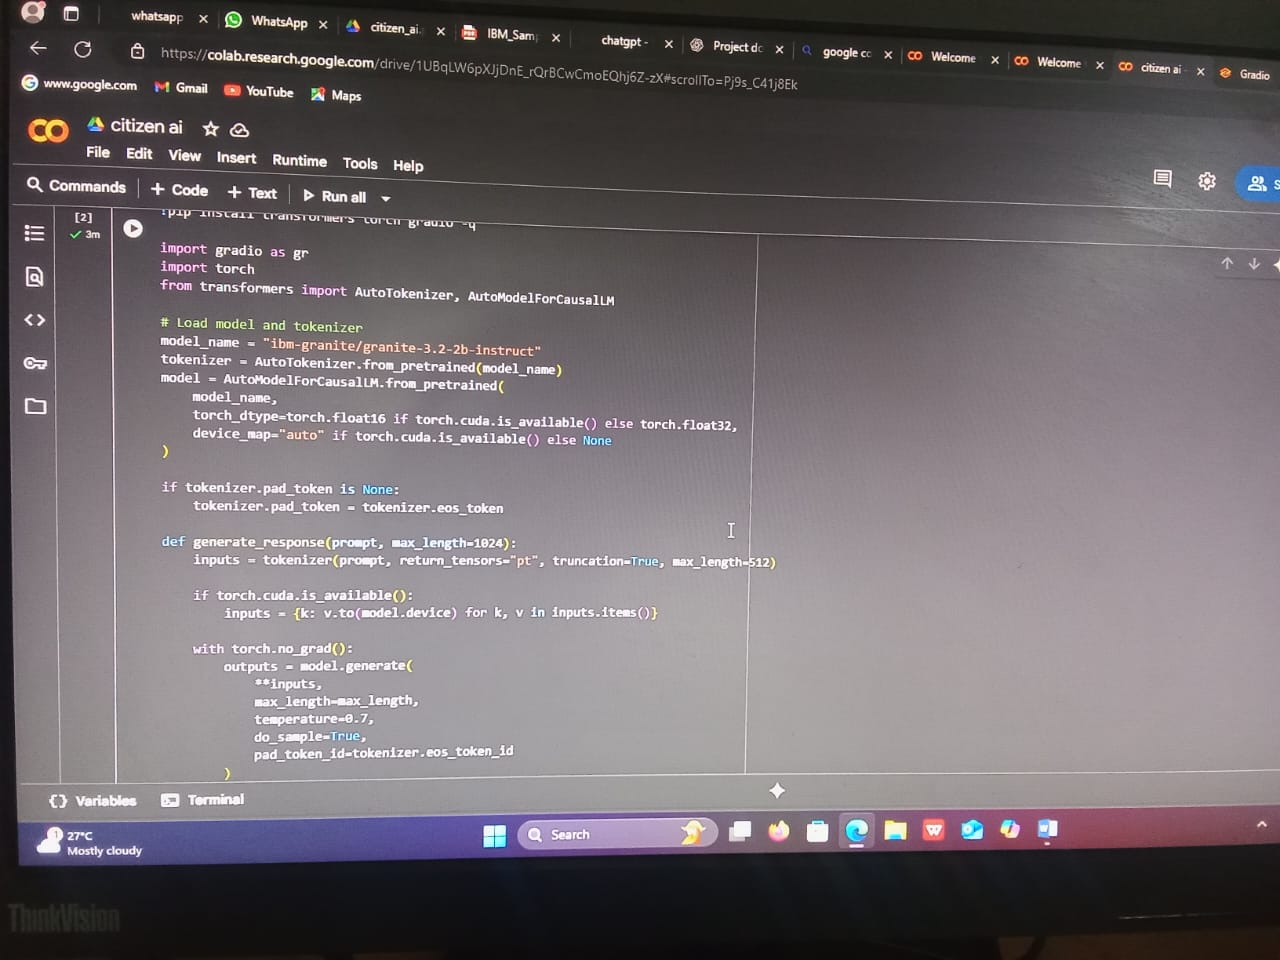 whatsapp
WhatsApp
citizen_ai.
IBM_Sam
chatgpt -
Project dc
google cc
Welcome
Welcome
citizen ai
Gradio
https://colab.research.google.com/drive/1UBqLW6pXJjDnE_rQrBCwCmoEQhj6Z-zX#scrollTo=Pj9s_C41j8Ek
www.google.com Gmail YouTube Maps
citizen ai
File Edit View Insert Runtime Tools Help
Commands + Code + Text Run all
[2]
3m
!pip install transformers torch gradio -q
import gradio as gr
import torch
from transformers import AutoTokenizer, AutoModelForCausalLM
# Load model and tokenizer
model_name = "ibm-granite/granite-3.2-2b-instruct"
tokenizer = AutoTokenizer.from_pretrained(model_name)
model = AutoModelForCausalLM.from_pretrained(
model_name,
torch_dtype=torch.float16 if torch.cuda.is_available() else torch.float32,
device_map="auto" if torch.cuda.is_available() else None
)
if tokenizer.pad_token is None:
tokenizer.pad_token = tokenizer.eos_token
def generate_response(prompt, max_length=1024):
inputs = tokenizer(prompt, return_tensors="pt", truncation=True, max_length=512)
if torch.cuda.is_available():
inputs = {k: v.to(model.device) for k, v in inputs.items()}
with torch.no_grad():
outputs = model.generate(
**inputs,
max_length=max_length,
temperature=0.7,
do_sample=True,
pad_token_id=tokenizer.eos_token_id
)
Variables Terminal
27°C
Mostly cloudy
Search
ThinkVision